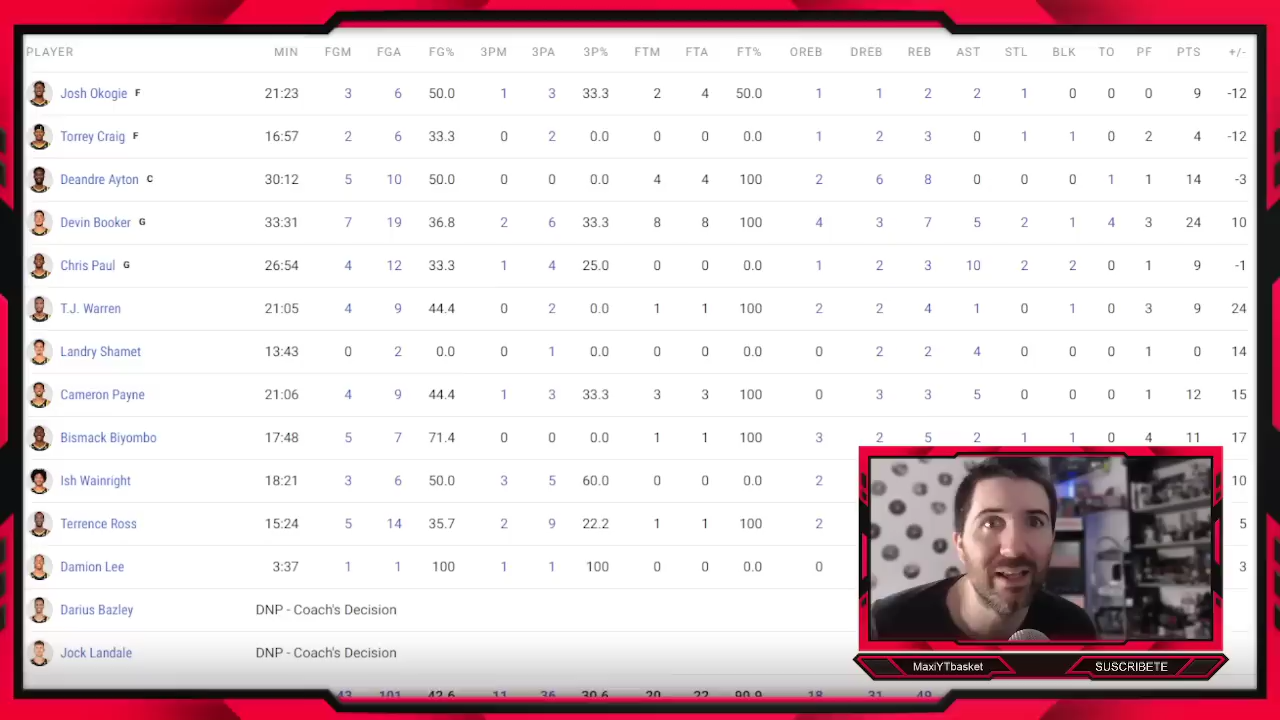 PLAYER MIN FGM FGA FG% 3PM 3PA 3P% FTM FTA FT% OREB DREB REB AST STL BLK TO PF PTS +/-
Josh Okogie F 21:23 3 6 50.0 1 3 33.3 2 4 50.0 1 1 2 2 1 0 0 0 9 -12
Torrey Craig F 16:57 2 6 33.3 0 2 0.0 0 0 0.0 1 2 3 0 1 1 0 2 4 -12
Deandre Ayton C 30:12 5 10 50.0 0 0 0.0 4 4 100 2 6 8 0 0 0 1 1 14 -3
Devin Booker G 33:31 7 19 36.8 2 6 33.3 8 8 100 4 3 7 5 2 1 4 3 24 10
Chris Paul G 26:54 4 12 33.3 1 4 25.0 0 0 0.0 1 2 3 10 2 2 0 1 9 -1
T.J. Warren 21:05 4 9 44.4 0 2 0.0 1 1 100 2 2 4 1 0 1 0 3 9 24
Landry Shamet 13:43 0 2 0.0 0 1 0.0 0 0 0.0 0 2 2 4 0 0 0 1 0 14
Cameron Payne 21:06 4 9 44.4 1 3 33.3 3 3 100 0 3 3 5 0 0 0 1 12 15
Bismack Biyombo 17:48 5 7 71.4 0 0 0.0 1 1 100 3 2 5 2 1 1 0 4 11 17
Ish Wainright 18:21 3 6 50.0 3 5 60.0 0 0 0.0 2 10
Terrence Ross 15:24 5 14 35.7 2 9 22.2 1 1 100 2 5
Damion Lee 3:37 1 1 100 1 1 100 0 0 0.0 0 3
Darius Bazley DNP - Coach's Decision
Jock Landale DNP - Coach's Decision
43 101 42.6 11 36 30.6 20 22 90.9 18 31 49
MaxiYTbasket SUSCRIBETE